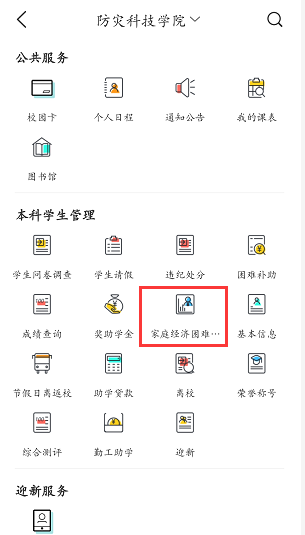 防灾科技学院
公共服务
校园卡 个人日程 通知公告 我的课表
图书馆
本科学生管理
学生问卷调查 学生请假 违纪处分 困难补助
成绩查询 奖助学金 家庭经济困难… 基本信息
节假日离返校 助学贷款 离校 荣誉称号
综合测评 勤工助学 迎新
迎新服务